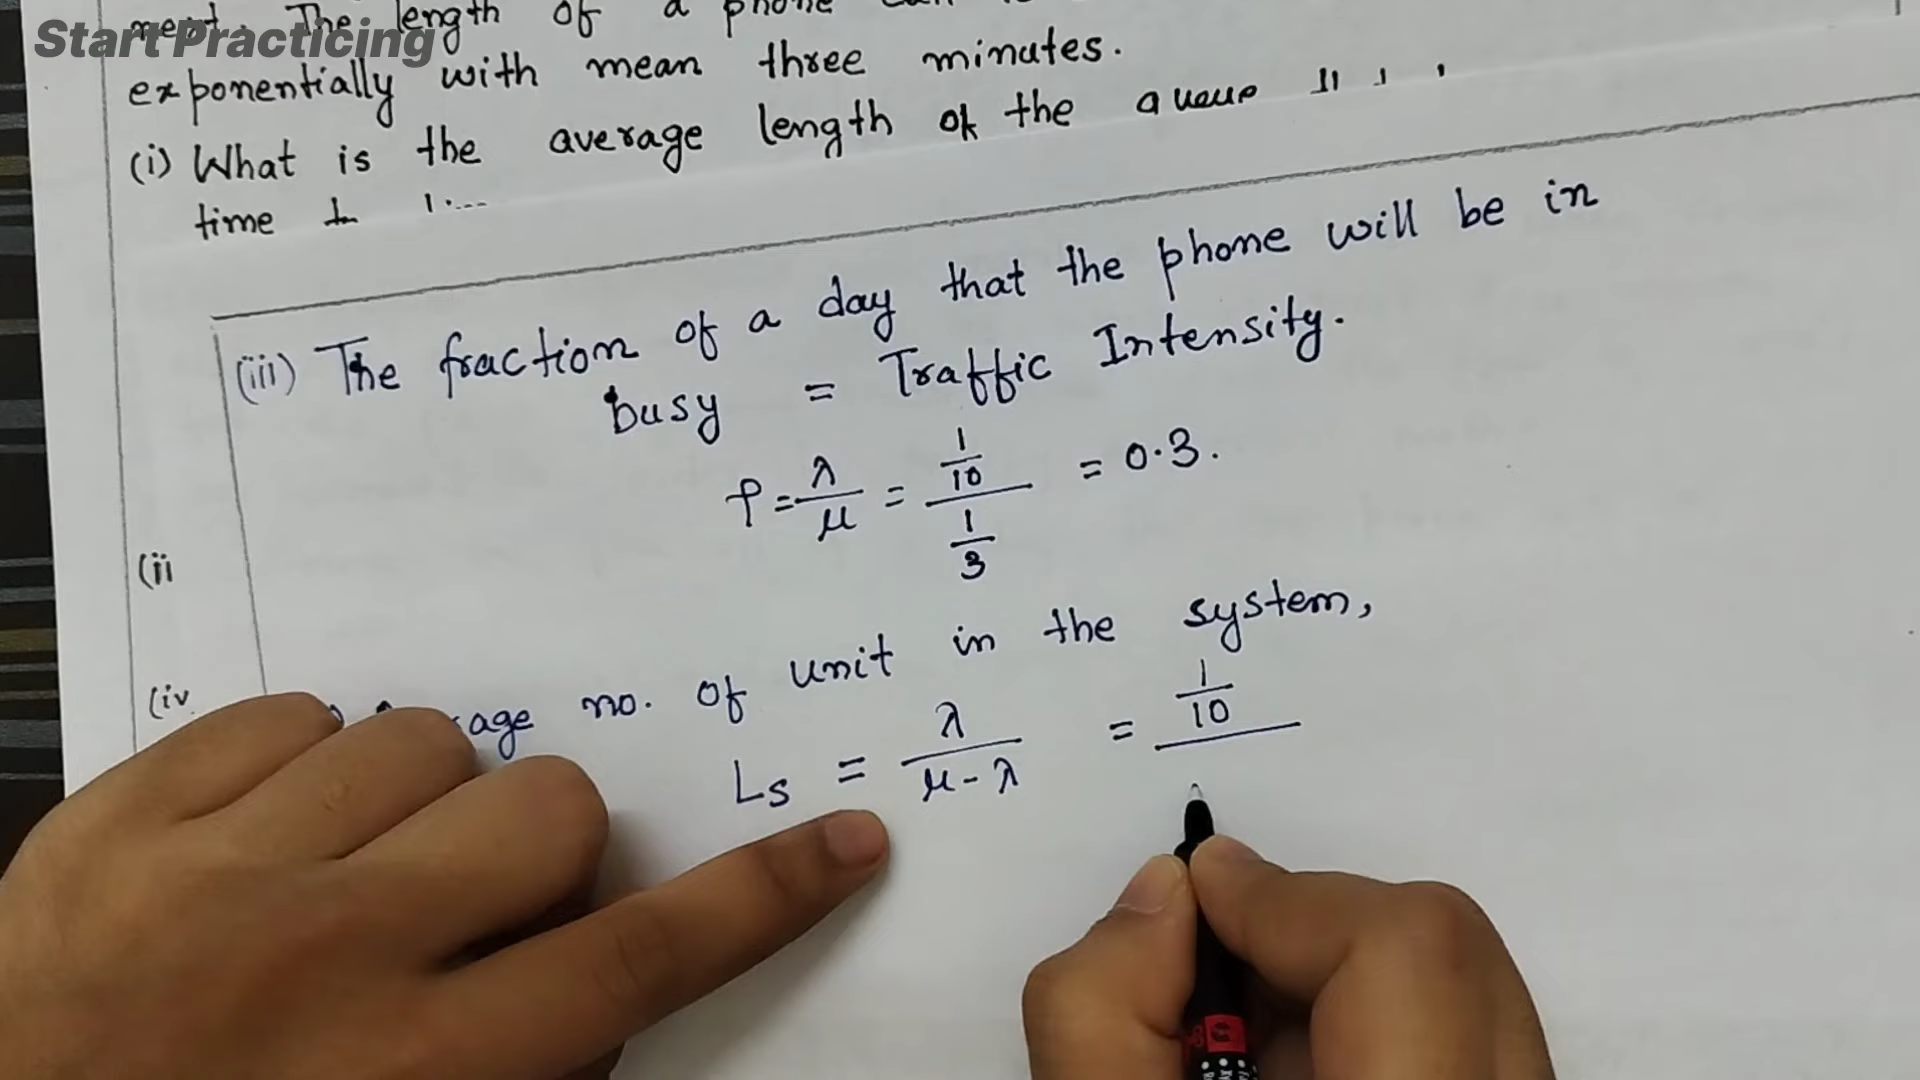 Start Practicing
The length of a phone
exponentially with mean three minutes.
(i) What is the average length of the queue
time
(iii) The fraction of a day that the phone will be in
busy = Traffic Intensity.
ρ = λ/μ = (1/10)/(1/3) = 0.3.
(ii
no. of unit in the system,
(iv
Ls = λ/(μ-λ) = 1/10